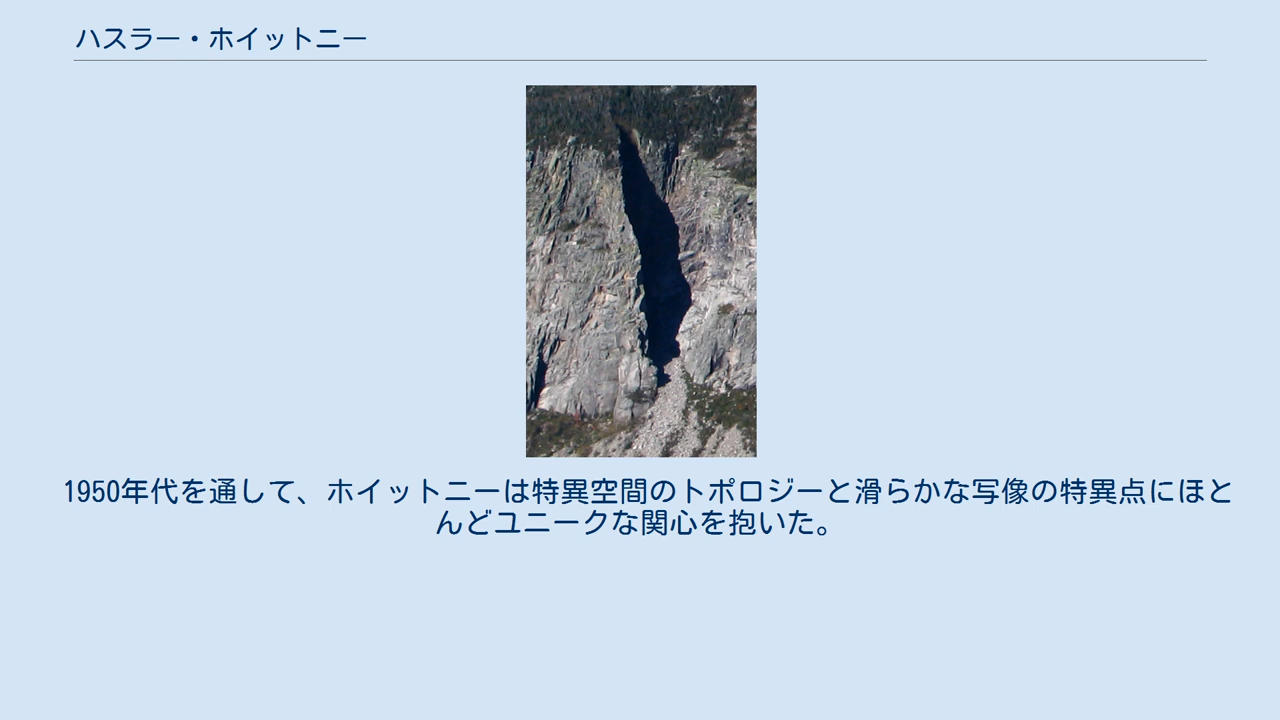 ハスラー・ホイットニー
1950年代を通して、ホイットニーは特異空間のトポロジーと滑らかな写像の特異点にほと
んどユニークな関心を抱いた。